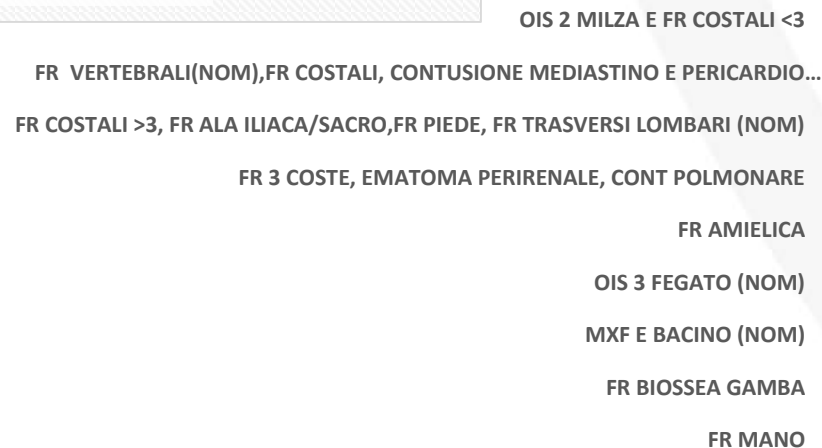 OIS 2 MILZA E FR COSTALI <3
FR VERTEBRALI(NOM),FR COSTALI, CONTUSIONE MEDIASTINO E PERICARDIO…
FR COSTALI >3, FR ALA ILIACA/SACRO,FR PIEDE, FR TRASVERSI LOMBARI (NOM)
FR 3 COSTE, EMATOMA PERIRENALE, CONT POLMONARE
FR AMIELICA
OIS 3 FEGATO (NOM)
MXF E BACINO (NOM)
FR BIOSSEA GAMBA
FR MANO